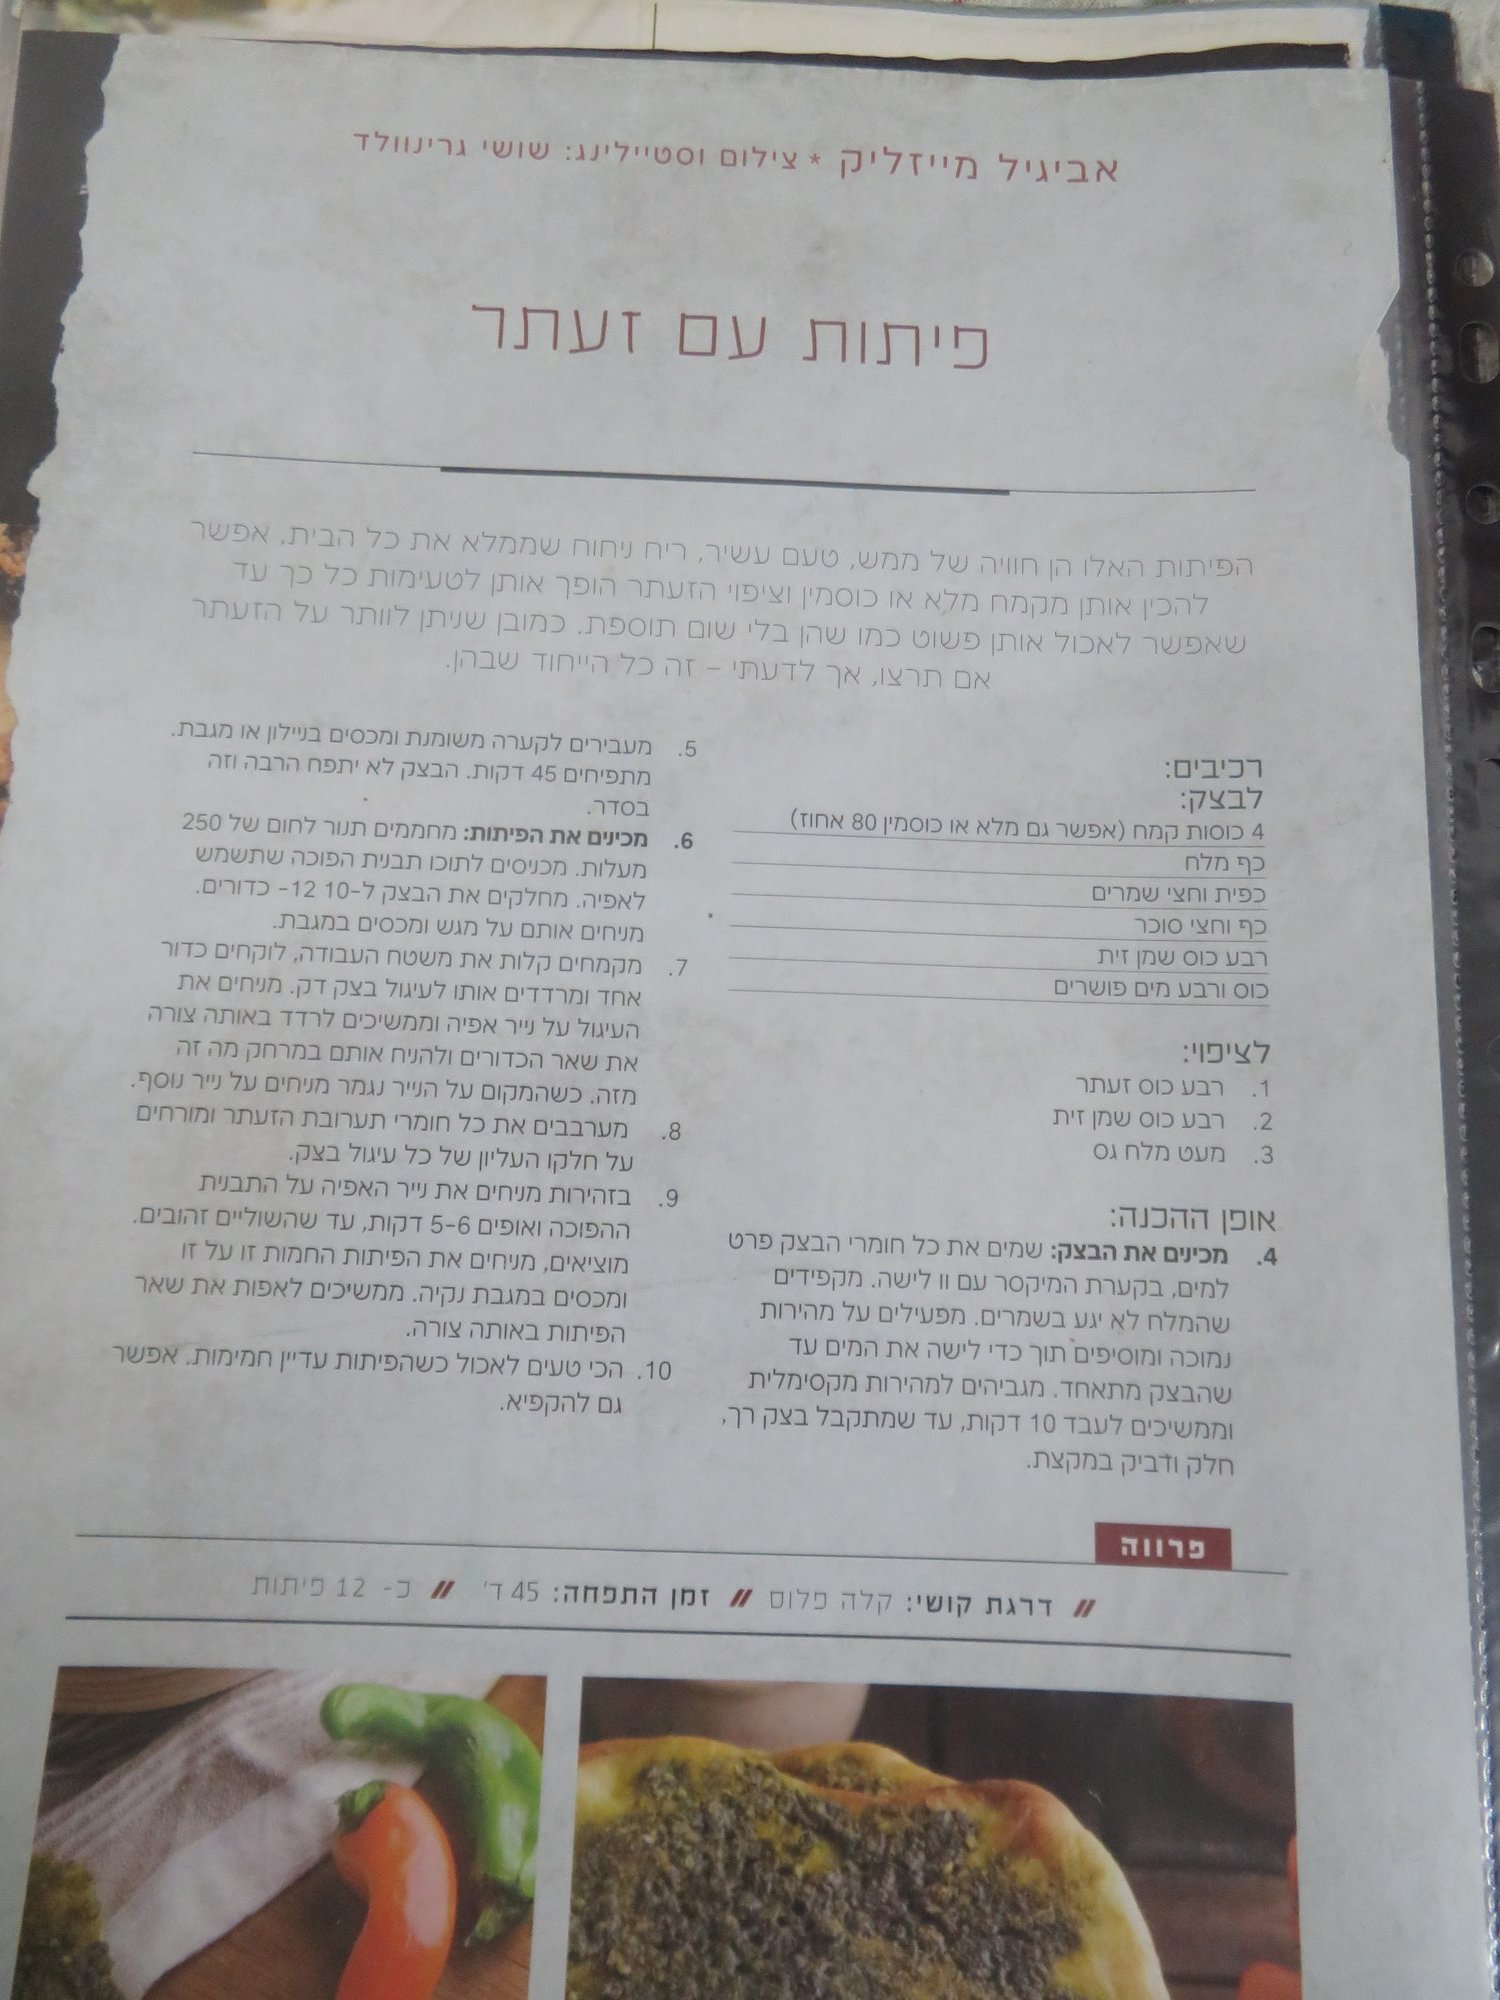 אביגיל מייזליק * צילום וסטיילינג: שושי גרינוולד
פיתות עם זעתר
הפיתות האלו הן חוויה של ממש, טעם עשיר, ריח ניחוח שממלא את כל הבית, אפשר
להכין אותן מקמח מלא או כוסמין וציפוי הזעתר הופך אותן לטעימות כל כך עד
שאפשר לאכול אותן פשוט כמו שהן בלי שום תוספת. כמובן שניתן לוותר על הזעתר
אם תרצו, אך לדעתי – זה כל הייחוד שבהן.
רכיבים:
לבצק:
4 כוסות קמח (אפשר גם מלא או כוסמין 80 אחוז)
כף מלח
כפית וחצי שמרים
כף וחצי סוכר
רבע כוס שמן זית
כוס ורבע מים פושרים
לציפוי:
1. רבע כוס זעתר
2. רבע כוס שמן זית
3. מעט מלח גס
אופן ההכנה:
4. מכינים את הבצק: שמים את כל חומרי הבצק פרט
למים, בקערת המיקסר עם וו לישה. מקפידים
שהמלח לא יגע בשמרים. מפעילים על מהירות
נמוכה ומוסיפים תוך כדי לישה את המים עד
שהבצק מתאחד. מגביהים למהירות מקסימלית
וממשיכים לעבד 10 דקות, עד שמתקבל בצק רך,
חלק ודביק במקצת.
5. מעבירים לקערה משומנת ומכסים בניילון או מגבת.
מתפיחים 45 דקות. הבצק לא יתפח הרבה וזה
בסדר.
6. מכינים את הפיתות: מחממים תנור לחום של 250
מעלות. מכניסים לתוכו תבנית הפוכה שתשמש
לאפיה. מחלקים את הבצק ל-10 12- כדורים.
מניחים אותם על מגש ומכסים במגבת.
7. מקמחים קלות את משטח העבודה, לוקחים כדור
אחד ומרדדים אותו לעיגול בצק דק. מניחים את
העיגול על נייר אפיה וממשיכים לרדד באותה צורה
את שאר הכדורים ולהניח אותם במרחק מה זה
מזה. כשהמקום על הנייר נגמר מניחים על נייר נוסף.
8. מערבבים את כל חומרי תערובת הזעתר ומורחים
על חלקו העליון של כל עיגול בצק.
9. בזהירות מניחים את נייר האפיה על התבנית
ההפוכה ואופים 5-6 דקות, עד שהשוליים זהובים.
מוציאים, מניחים את הפיתות החמות זו על זו
ומכסים במגבת נקיה. ממשיכים לאפות את שאר
הפיתות באותה צורה.
10. הכי טעים לאכול כשהפיתות עדיין חמימות. אפשר
גם להקפיא.
פרווה
// דרגת קושי: קלה פלוס // זמן התפחה: 45 ד' // כ- 12 פיתות